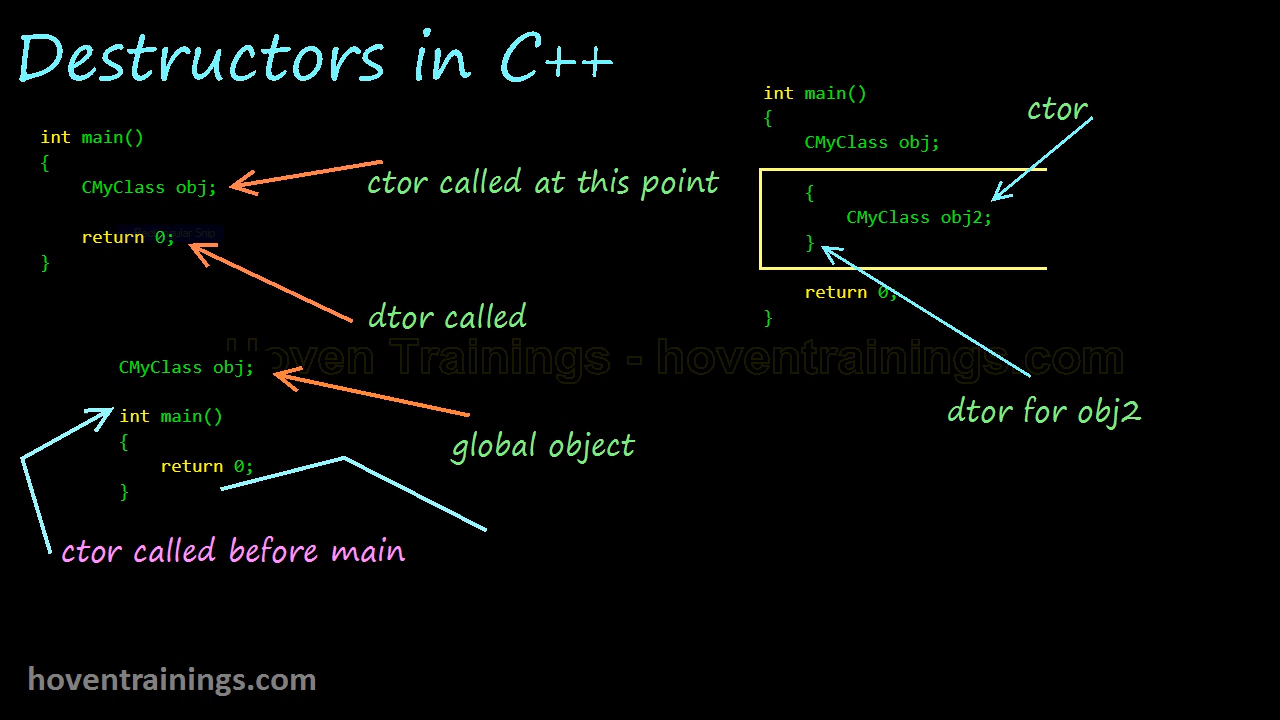 Destructors in C++
int main()
{
CMyClass obj;
ctor called at this point
return 0;
}
dtor called
CMyClass obj;
global object
int main()
{
return 0;
}
ctor called before main
int main()
{
CMyClass obj;
ctor
{
CMyClass obj2;
}
return 0;
}
dtor for obj2
Hoven Trainings - hoventrainings.com
hoventrainings.com